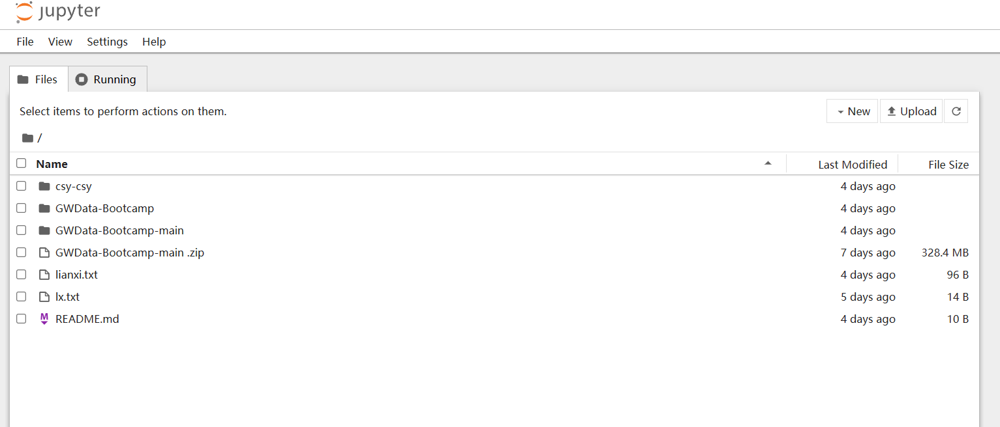 jupyter
File View Settings Help
Files Running
Select items to perform actions on them.
New Upload
/
Name Last Modified File Size
csy-csy 4 days ago
GWData-Bootcamp 4 days ago
GWData-Bootcamp-main 4 days ago
GWData-Bootcamp-main .zip 7 days ago 328.4 MB
lianxi.txt 4 days ago 96 B
lx.txt 5 days ago 14 B
M README.md 4 days ago 10 B